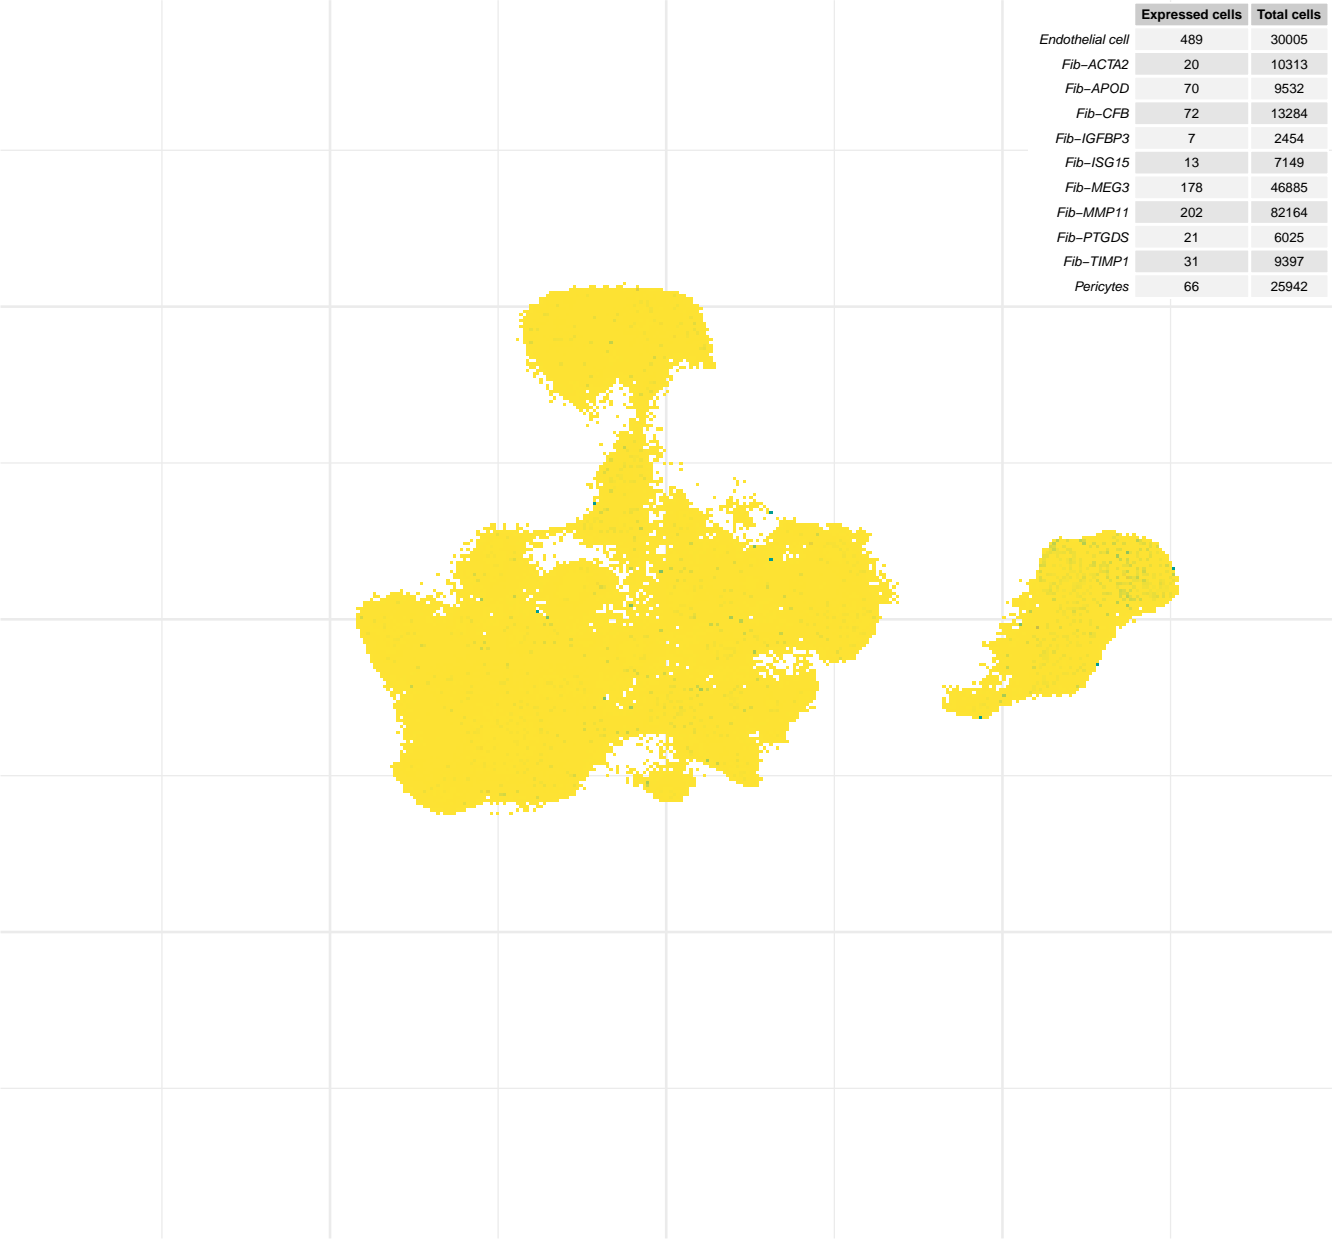 Expressed cells Total cells
Endothelial cell 489 30005
Fib−ACTA2 20 10313
Fib−APOD 70 9532
Fib−CFB 72 13284
Fib−IGFBP3 7 2454
Fib−ISG15 13 7149
Fib−MEG3 178 46885
Fib−MMP11 202 82164
Fib−PTGDS 21 6025
Fib−TIMP1 31 9397
Pericytes 66 25942